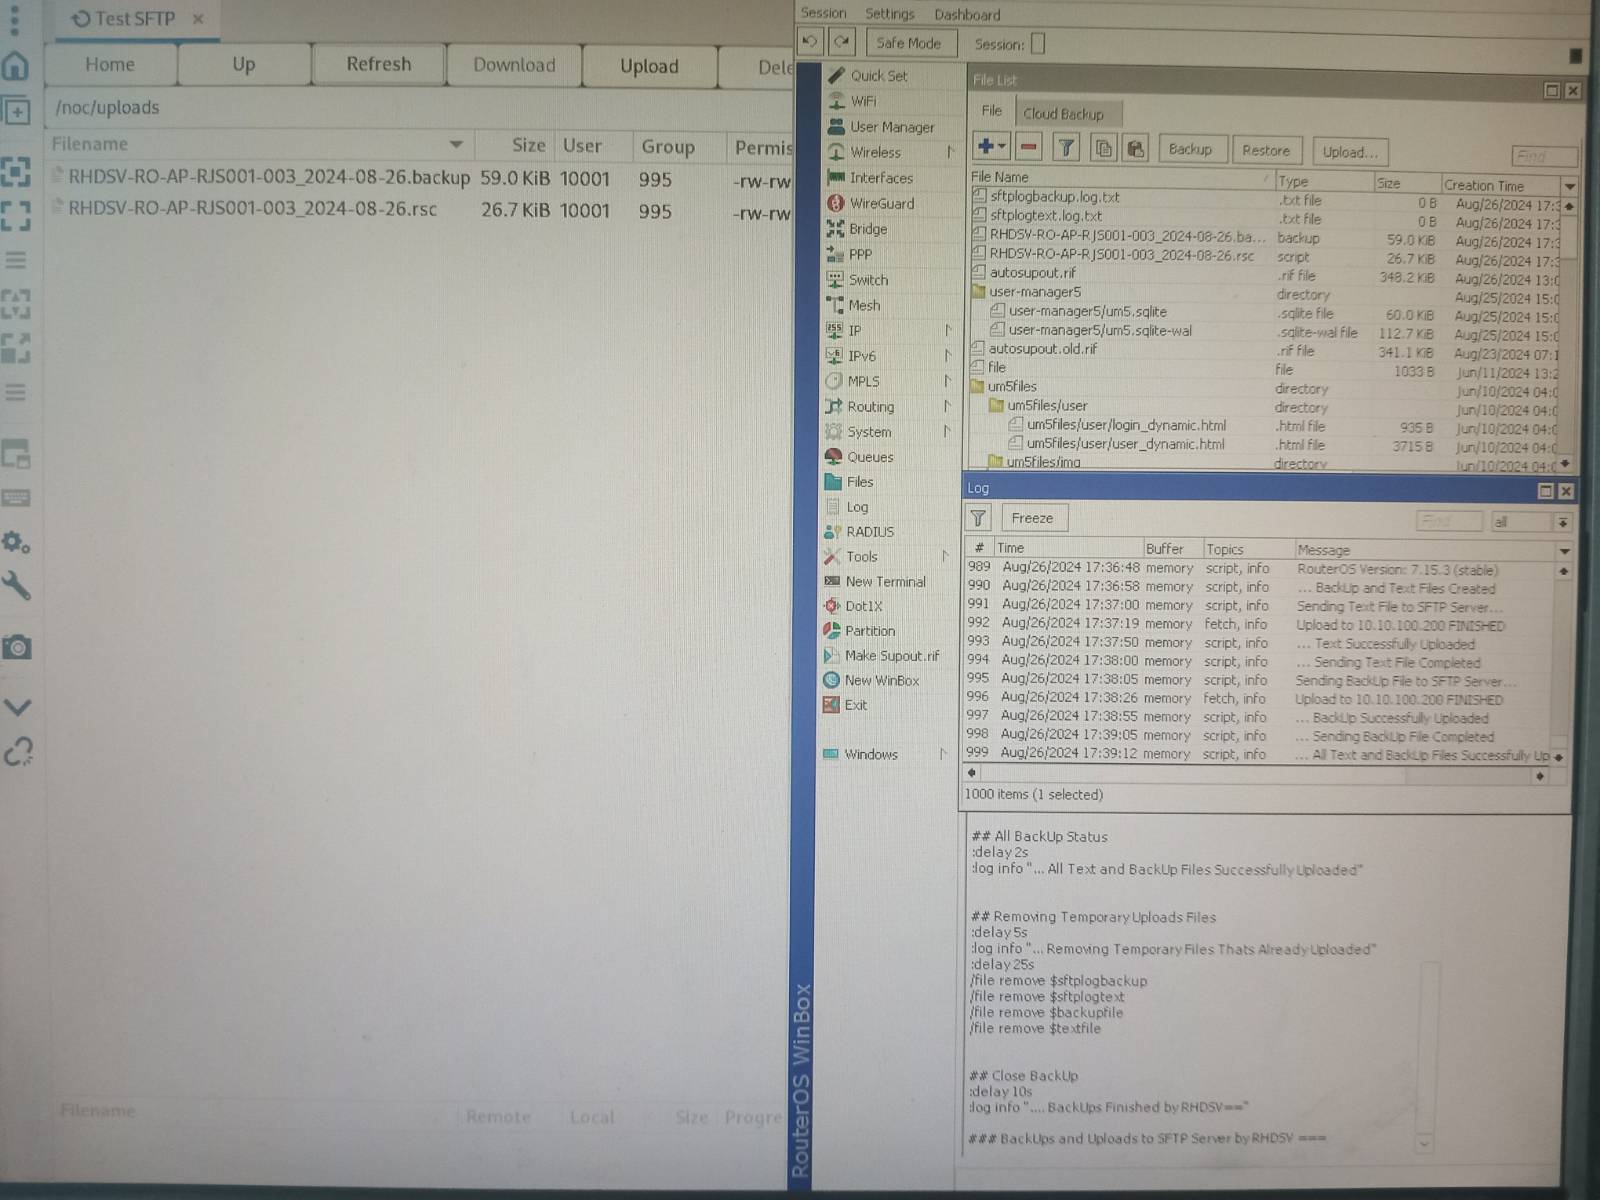 Test SFTP ×
Home Up Refresh Download Upload Dele
/noc/uploads
Filename Size User Group Permis
RHDSV-RO-AP-RJS001-003_2024-08-26.backup 59.0 KiB 10001 995 -rw-rw
RHDSV-RO-AP-RJS001-003_2024-08-26.rsc 26.7 KiB 10001 995 -rw-rw
Filename Remote Local Size Progre
RouterOS WinBox
Session Settings Dashboard
Safe Mode Session:
Quick Set
WiFi
User Manager
Wireless
Interfaces
WireGuard
Bridge
PPP
Switch
Mesh
IP
IPv6
MPLS
Routing
System
Queues
Files
Log
RADIUS
Tools
New Terminal
Dot1X
Partition
Make Supout.rif
New WinBox
Exit
Windows
File List
File Cloud Backup
Backup Restore Upload... Find
File Name Type Size Creation Time
sftplogbackup.log.txt .txt file 0 B Aug/26/2024 17:3
sftplogtext.log.txt .txt file 0 B Aug/26/2024 17:3
RHDSV-RO-AP-RJS001-003_2024-08-26.ba... backup 59.0 KiB Aug/26/2024 17:3
RHDSV-RO-AP-RJS001-003_2024-08-26.rsc script 26.7 KiB Aug/26/2024 17:3
autosupout.rif .rif file 348.2 KiB Aug/26/2024 13:0
user-manager5 directory Aug/25/2024 15:0
user-manager5/um5.sqlite .sqlite file 60.0 KiB Aug/25/2024 15:0
user-manager5/um5.sqlite-wal .sqlite-wal file 112.7 KiB Aug/25/2024 15:0
autosupout.old.rif .rif file 341.1 KiB Aug/23/2024 07:1
file file 1033 B Jun/11/2024 13:2
um5files directory Jun/10/2024 04:0
um5files/user directory Jun/10/2024 04:0
um5files/user/login_dynamic.html .html file 935 B Jun/10/2024 04:0
um5files/user/user_dynamic.html .html file 3715 B Jun/10/2024 04:0
um5files/img directory Jun/10/2024 04:0
Log
Freeze Find all
# Time Buffer Topics Message
989 Aug/26/2024 17:36:48 memory script, info RouterOS Version: 7.15.3 (stable)
990 Aug/26/2024 17:36:58 memory script, info ... BackUp and Text Files Created
991 Aug/26/2024 17:37:00 memory script, info Sending Text File to SFTP Server...
992 Aug/26/2024 17:37:19 memory fetch, info Upload to 10.10.100.200 FINISHED
993 Aug/26/2024 17:37:50 memory script, info ... Text Successfully Uploaded
994 Aug/26/2024 17:38:00 memory script, info ... Sending Text File Completed
995 Aug/26/2024 17:38:05 memory script, info Sending BackUp File to SFTP Server...
996 Aug/26/2024 17:38:26 memory fetch, info Upload to 10.10.100.200 FINISHED
997 Aug/26/2024 17:38:55 memory script, info ... BackUp Successfully Uploaded
998 Aug/26/2024 17:39:05 memory script, info ... Sending BackUp File Completed
999 Aug/26/2024 17:39:12 memory script, info ... All Text and BackUp Files Successfully Up
1000 items (1 selected)
## All BackUp Status
:delay 2s
:log info "... All Text and BackUp Files Successfully Uploaded"
## Removing Temporary Uploads Files
:delay 5s
:log info "... Removing Temporary Files Thats Already Uploaded"
:delay 25s
/file remove $sftplogbackup
/file remove $sftplogtext
/file remove $backupfile
/file remove $textfile
## Close BackUp
:delay 10s
:log info ".... BackUps Finished by RHDSV=="
### BackUps and Uploads to SFTP Server by RHDSV ===